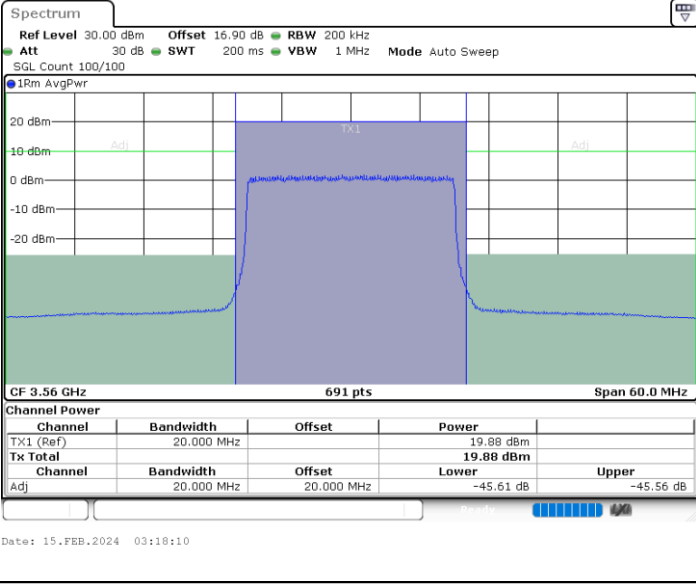 Spectrum
Ref Level 30.00 dBm Offset 16.90 dB RBW 200 kHz
Att 30 dB SWT 200 ms VBW 1 MHz Mode Auto Sweep
SGL Count 100/100
1Rm AvgPwr
20 dBm
TX1
Adj Adj
10 dBm
0 dBm
-10 dBm
-20 dBm
CF 3.56 GHz 691 pts Span 60.0 MHz
Channel Power
Channel Bandwidth Offset Power
TX1 (Ref) 20.000 MHz 19.88 dBm
Tx Total 19.88 dBm
Channel Bandwidth Offset Lower Upper
Adj 20.000 MHz 20.000 MHz -45.61 dB -45.56 dB
Ready
Date: 15.FEB.2024 03:18:10